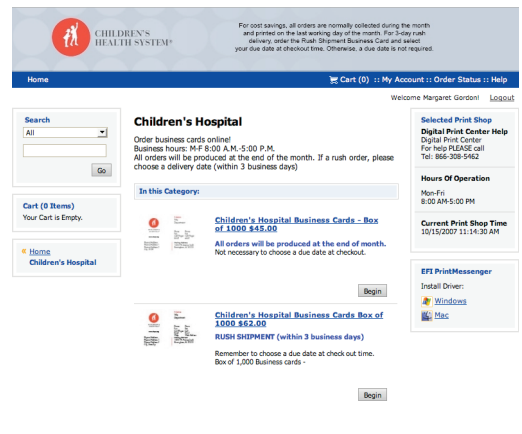 CHILDREN'S
HEALTH SYSTEM®
For cost savings, all orders are normally collected during the month
and printed on the last working day of the month. For 3-day rush
delivery, order the Rush Shipment Business Card and select
your due date at checkout time. Otherwise, a due date is not required.
Home
Cart (0) :: My Account :: Order Status :: Help
Welcome Margaret Gordon! Logout
Search
All
Go
Cart (0 Items)
Your Cart is Empty.
« Home
Children's Hospital
Children's Hospital
Order business cards online!
Business hours: M-F 8:00 A.M.-5:00 P.M.
All orders will be produced at the end of the month. If a rush order, please
choose a delivery date (within 3 business days)
In this Category:
Children's Hospital Business Cards - Box
of 1000 $45.00
All orders will be produced at the end of month.
Not necessary to choose a due date at checkout.
Begin
Children's Hospital Business Cards Box of
1000 $62.00
RUSH SHIPMENT (within 3 business days)
Remember to choose a due date at check out time.
Box of 1,000 Business cards -
Begin
Selected Print Shop
Digital Print Center Help
Digital Print Center
For help PLEASE call
Tel: 866-308-5462
Hours Of Operation
Mon-Fri
8:00 AM-5:00 PM
Current Print Shop Time
10/15/2007 11:14:30 AM
EFI PrintMessenger
Install Driver:
Windows
Mac